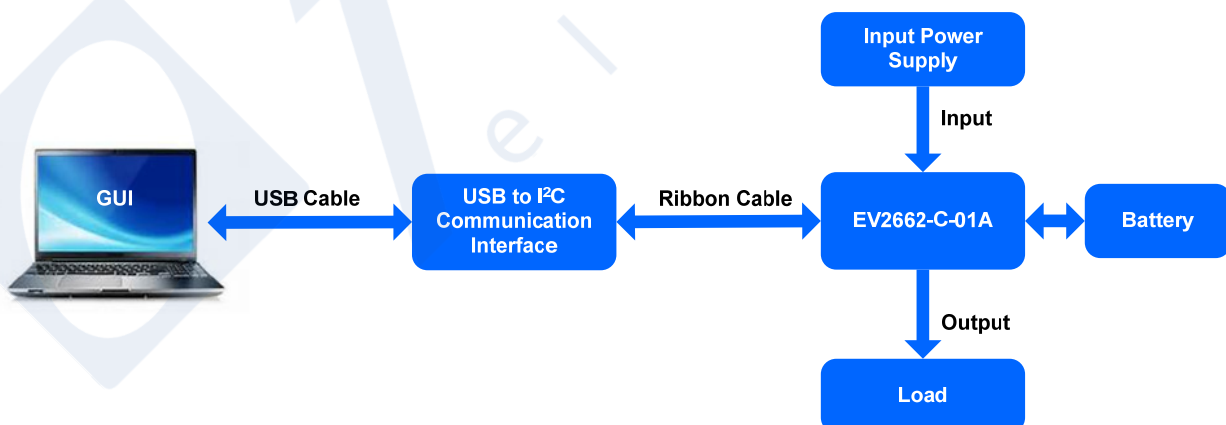 Input Power
Supply
Input
GUI
USB Cable
USB to I²C
Communication
Interface
Ribbon Cable
EV2662-C-01A
Battery
Output
Load